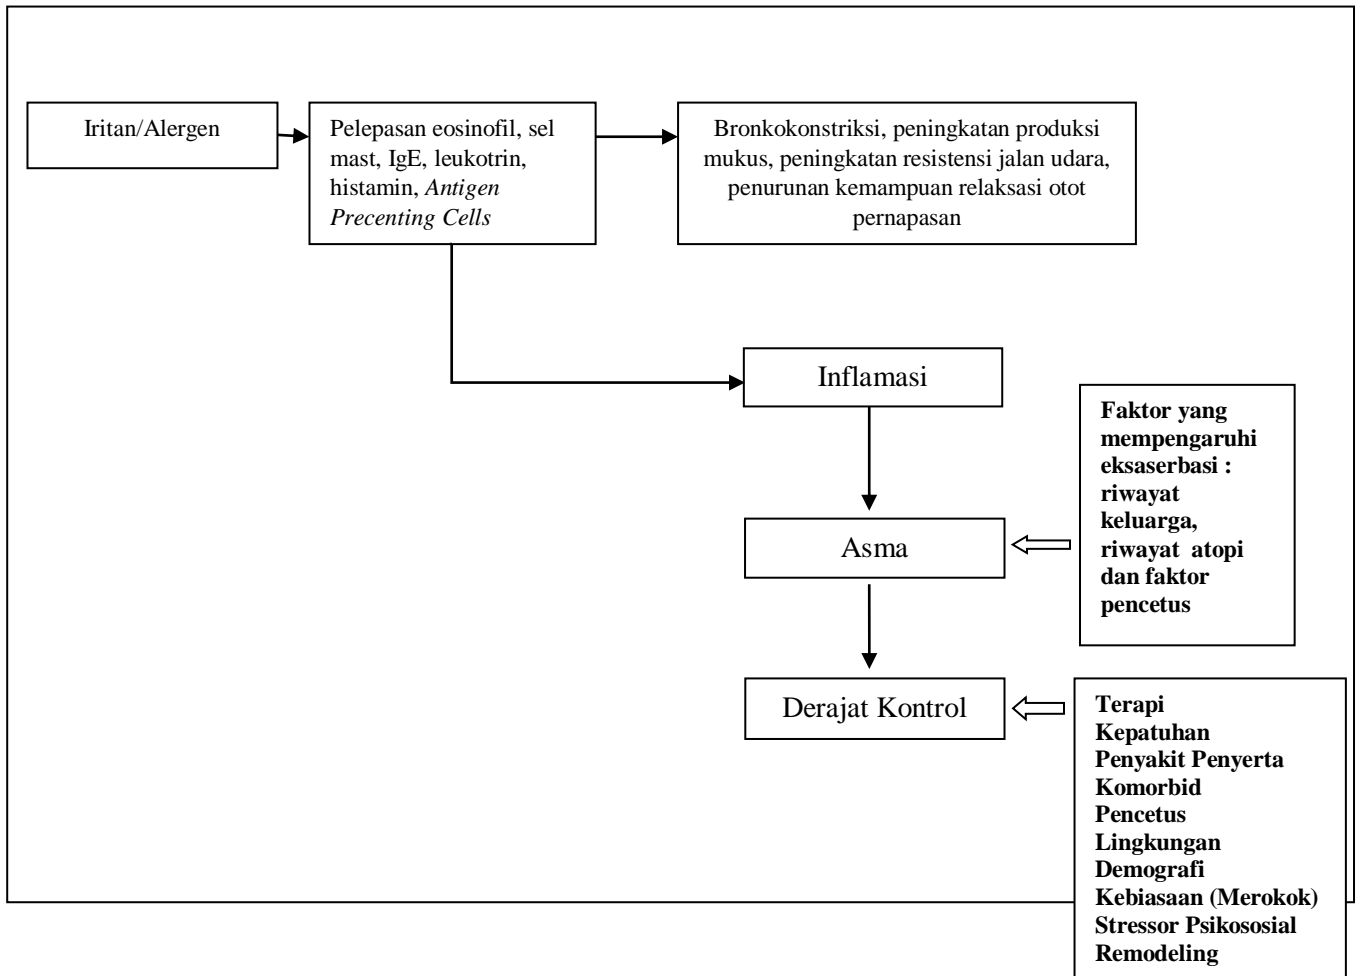 Iritan/Alergen
Pelepasan eosinofil, sel
mast, IgE, leukotrin,
histamin, Antigen
Precenting Cells
Bronkokonstriksi, peningkatan produksi
mukus, peningkatan resistensi jalan udara,
penurunan kemampuan relaksasi otot
pernapasan
Inflamasi
Faktor yang
mempengaruhi
eksaserbasi :
riwayat
keluarga,
riwayat atopi
dan faktor
pencetus
Asma
Derajat Kontrol
Terapi
Kepatuhan
Penyakit Penyerta
Komorbid
Pencetus
Lingkungan
Demografi
Kebiasaan (Merokok)
Stressor Psikososial
Remodeling